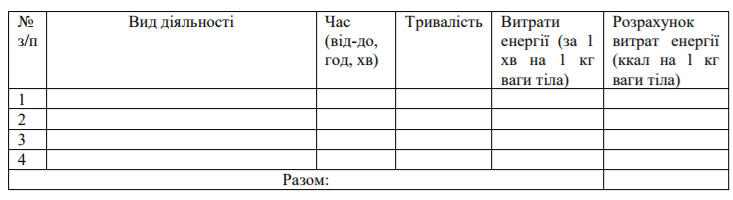 № з/п
Вид діяльності
Час (від-до, год, хв)
Тривалість
Витрати енергії (за 1 хв на 1 кг ваги тіла)
Розрахунок витрат енергії (ккал на 1 кг ваги тіла)
1
2
3
4
Разом: